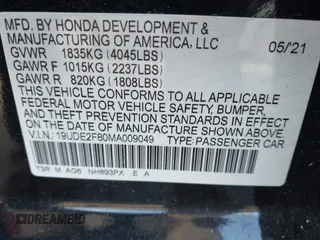 MFD. BY HONDA DEVELOPMENT &
MANUFACTURING OF AMERICA, LLC
GVWR 1835KG (4045LBS) 05/21
GAWR F 1015KG (2237LBS)
GAWR R 820KG (1808LBS)
THIS VEHICLE CONFORMS TO ALL APPLICABLE
FEDERAL MOTOR VEHICLE SAFETY, BUMPER,
AND THEFT PREVENTION STANDARDS IN EFFECT
ON THE DATE OF MANUFACTURE SHOWN ABOVE.
V.I.N. 19UDE2F80MA009049 TYPE: PASSENGER CAR
T3R M AG6 NH893PX E A
DREAMBID